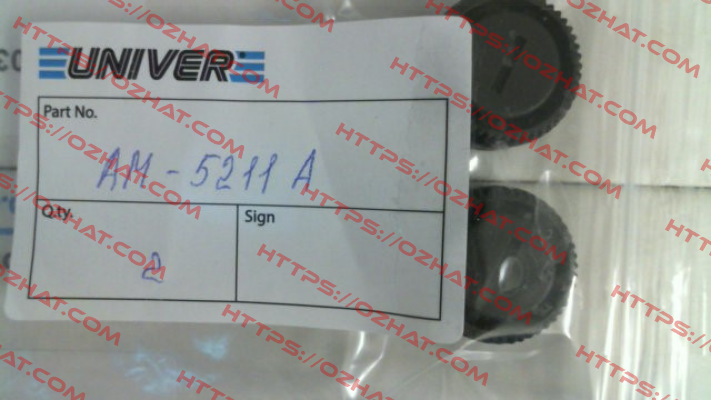 UNIVER
Part No.
AM-5211 A
Q.ty.
Sign
2
HTTPS://OZHAT.COM